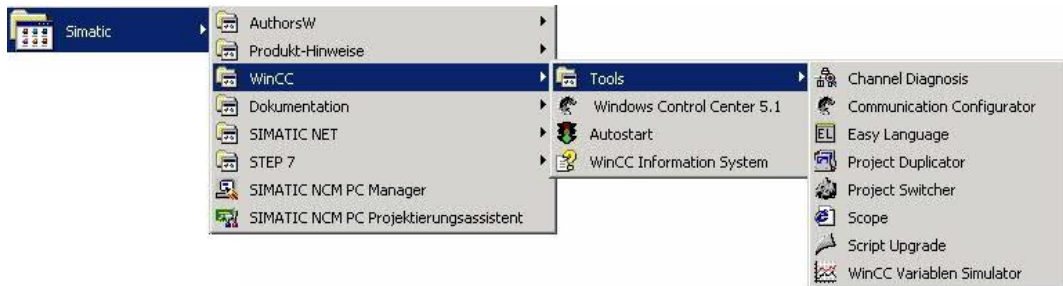 Simatic
AuthorsW
Produkt-Hinweise
WinCC
Dokumentation
SIMATIC NET
STEP 7
SIMATIC NCM PC Manager
SIMATIC NCM PC Projektierungsassistent
Tools
Windows Control Center 5.1
Autostart
WinCC Information System
Channel Diagnosis
Communication Configurator
EL Easy Language
Project Duplicator
Project Switcher
Scope
Script Upgrade
WinCC Variablen Simulator